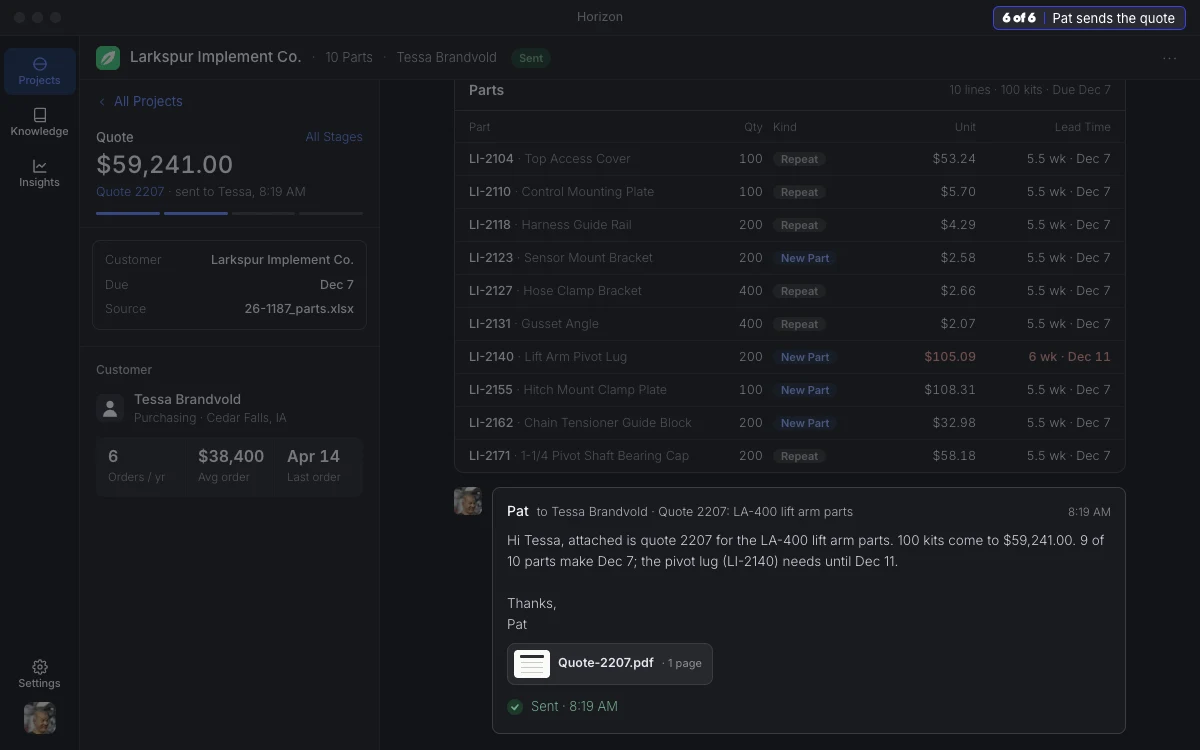 Horizon
6 of 6 Pat sends the quote
Larkspur Implement Co. · 10 Parts · Tessa Brandvold Sent ...
Projects
Knowledge
Insights
Settings
‹ All Projects
Quote All Stages
$59,241.00
Quote 2207 · sent to Tessa, 8:19 AM
Customer Larkspur Implement Co.
Due Dec 7
Source 26-1187_parts.xlsx
Customer
Tessa Brandvold
Purchasing · Cedar Falls, IA
6 $38,400 Apr 14
Orders / yr Avg order Last order
Parts 10 lines · 100 kits · Due Dec 7
Part Qty Kind Unit Lead Time
LI-2104 · Top Access Cover 100 Repeat $53.24 5.5 wk · Dec 7
LI-2110 · Control Mounting Plate 100 Repeat $5.70 5.5 wk · Dec 7
LI-2118 · Harness Guide Rail 200 Repeat $4.29 5.5 wk · Dec 7
LI-2123 · Sensor Mount Bracket 200 New Part $2.58 5.5 wk · Dec 7
LI-2127 · Hose Clamp Bracket 400 Repeat $2.66 5.5 wk · Dec 7
LI-2131 · Gusset Angle 400 Repeat $2.07 5.5 wk · Dec 7
LI-2140 · Lift Arm Pivot Lug 200 New Part $105.09 6 wk · Dec 11
LI-2155 · Hitch Mount Clamp Plate 100 New Part $108.31 5.5 wk · Dec 7
LI-2162 · Chain Tensioner Guide Block 200 New Part $32.98 5.5 wk · Dec 7
LI-2171 · 1-1/4 Pivot Shaft Bearing Cap 200 Repeat $58.18 5.5 wk · Dec 7
Pat to Tessa Brandvold · Quote 2207: LA-400 lift arm parts 8:19 AM
Hi Tessa, attached is quote 2207 for the LA-400 lift arm parts. 100 kits come to $59,241.00. 9 of
10 parts make Dec 7; the pivot lug (LI-2140) needs until Dec 11.
Thanks,
Pat
Quote-2207.pdf · 1 page
Sent · 8:19 AM